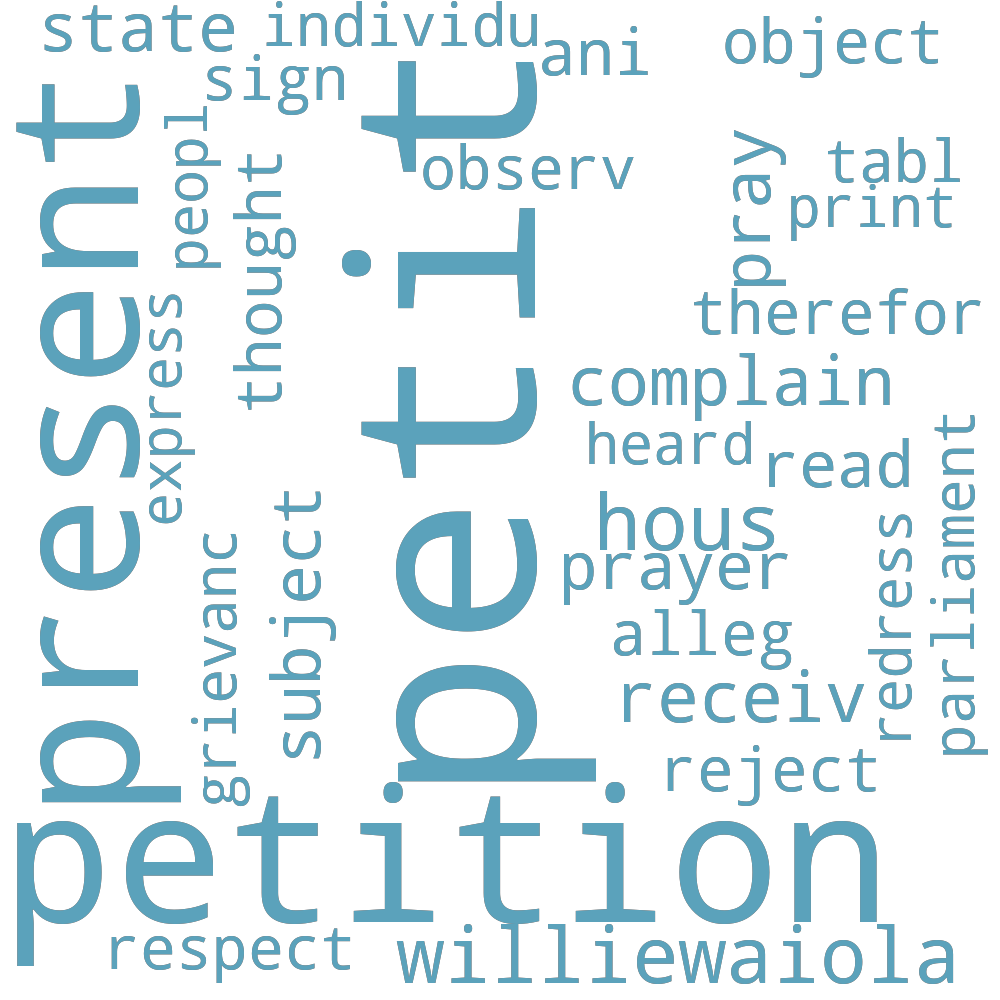 state
individu
ani
object
sign
present
petit
peopl
thought
observ
pray
tabl
print
express
therefor
complain
heard
read
parliament
hous
prayer
redress
grievanc
subject
alleg
receiv
reject
petition
respect
williewaiola